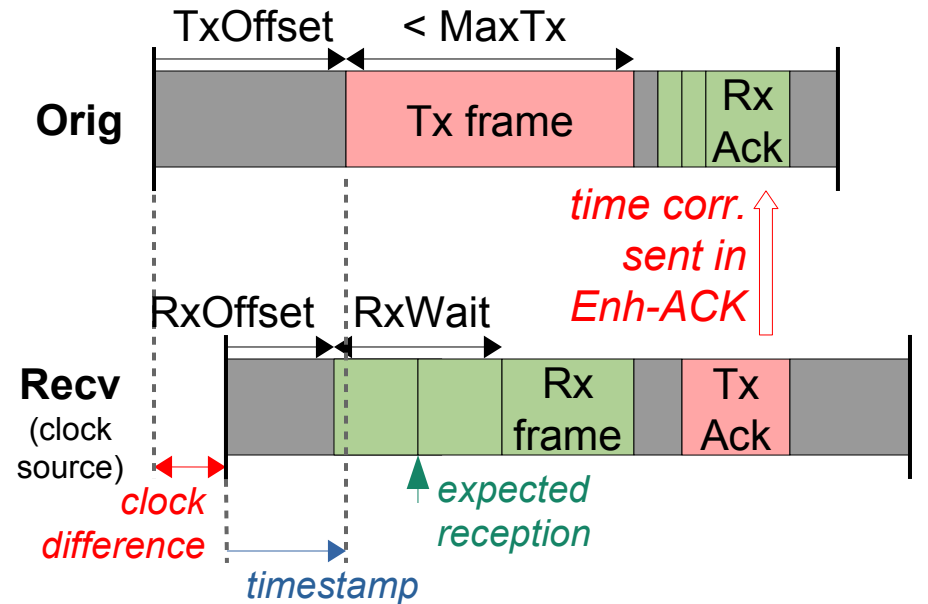 TxOffset
< MaxTx
Orig
Tx frame
Rx
Ack
time corr.
sent in
Enh-ACK
RxOffset
RxWait
Recv
(clock
source)
Rx
frame
Tx
Ack
clock
difference
expected
reception
timestamp